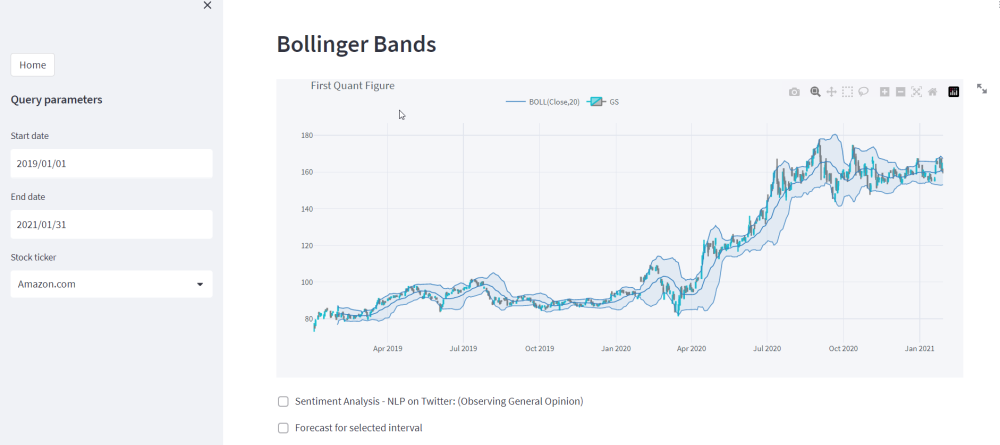 Home
Query parameters
Start date
2019/01/01
End date
2021/01/31
Stock ticker
Amazon.com
Bollinger Bands
First Quant Figure
BOLL(Close,20) GS
180
160
140
120
100
80
Apr 2019 Jul 2019 Oct 2019 Jan 2020 Apr 2020 Jul 2020 Oct 2020 Jan 2021
Sentiment Analysis - NLP on Twitter: (Observing General Opinion)
Forecast for selected interval